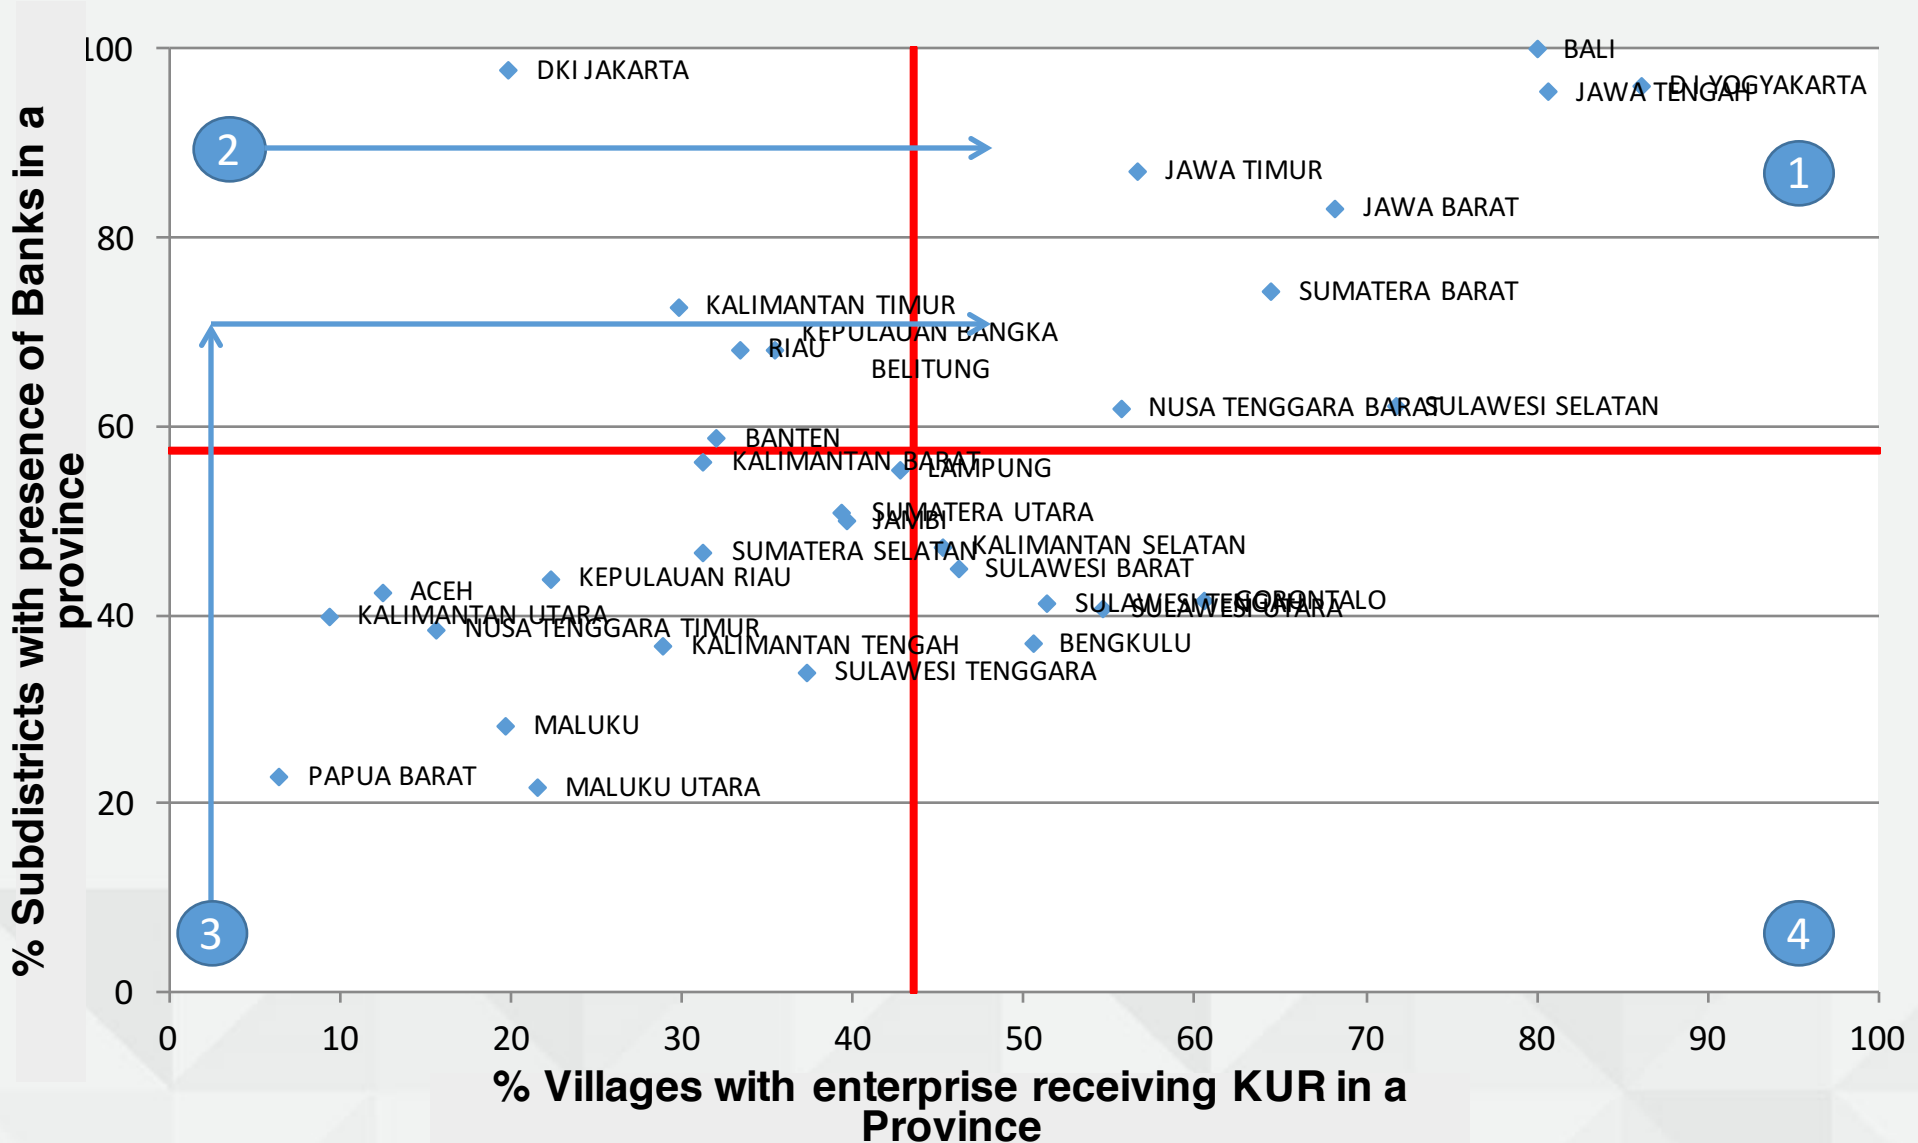 % Subdistricts with presence of Banks in a
province
100
80
60
40
20
0
DKI JAKARTA
BALI
D I YOGYAKARTA
JAWA TENGAH
2
1
JAWA TIMUR
JAWA BARAT
SUMATERA BARAT
KALIMANTAN TIMUR
KEPULAUAN BANGKA
BELITUNG
RIAU
NUSA TENGGARA BARAT
SULAWESI SELATAN
BANTEN
KALIMANTAN BARAT
LAMPUNG
SUMATERA UTARA
JAMBI
SUMATERA SELATAN
KALIMANTAN SELATAN
SULAWESI BARAT
KEPULAUAN RIAU
ACEH
SULAWESI TENGAH
SULAWESI UTARA
GORONTALO
KALIMANTAN UTARA
NUSA TENGGARA TIMUR
KALIMANTAN TENGAH
BENGKULU
SULAWESI TENGGARA
MALUKU
PAPUA BARAT
MALUKU UTARA
3
4
0 10 20 30 40 50 60 70 80 90 100
% Villages with enterprise receiving KUR in a
Province